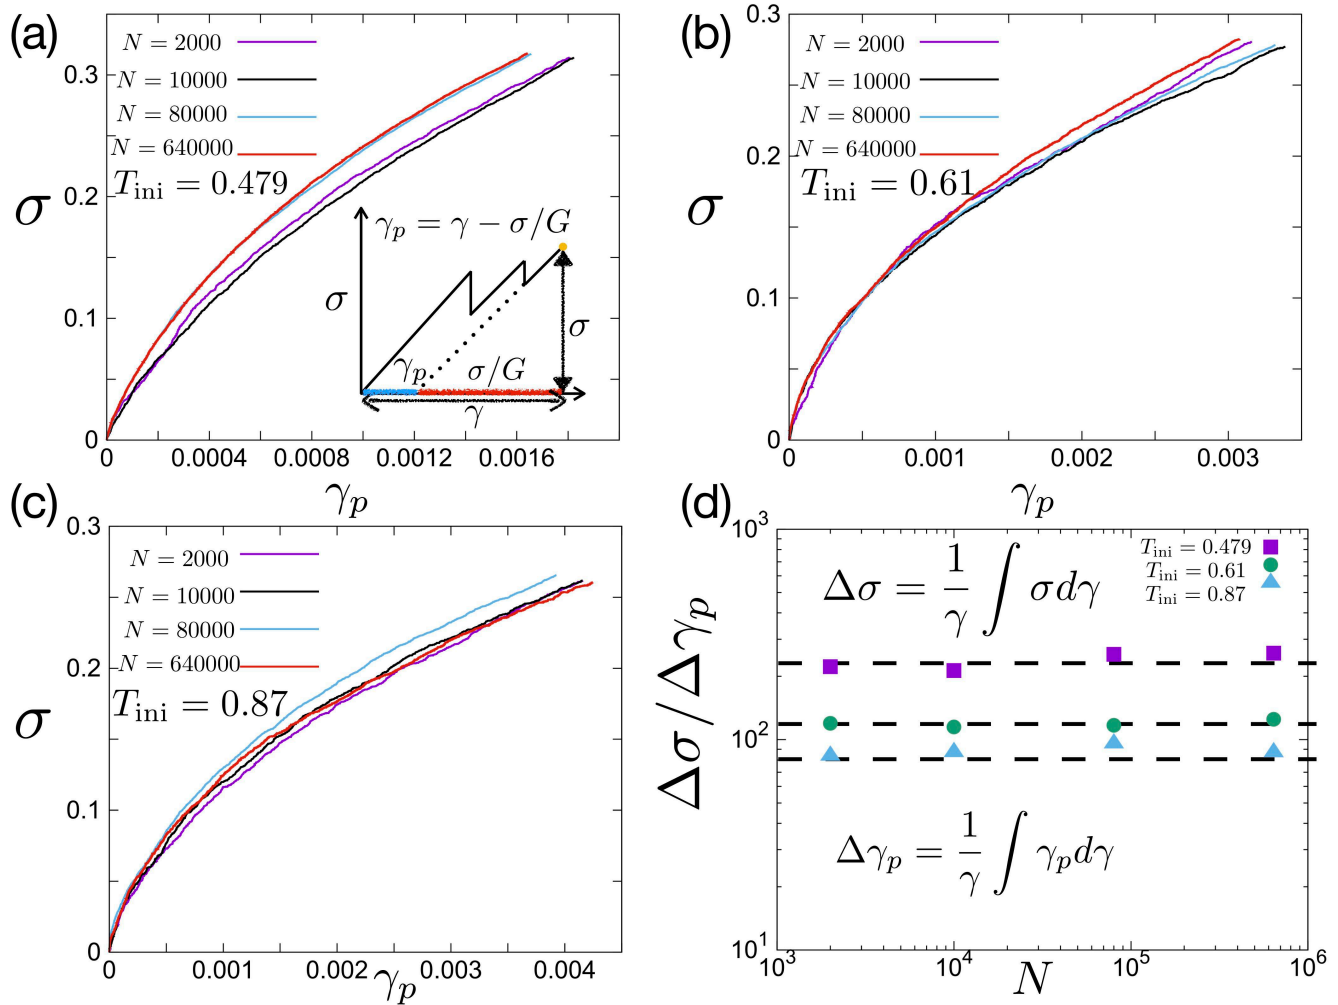 (a)
N = 2000
N = 10000
N = 80000
N = 640000
T_ini = 0.479
σ
0.3
0.2
0.1
0
γ_p = γ − σ/G
σ
σ
γ_p
σ/G
γ
0
0.0004
0.0008
0.0012
0.0016
γ_p
(b)
N = 2000
N = 10000
N = 80000
N = 640000
T_ini = 0.61
σ
0.3
0.2
0.1
0
0
0.001
0.002
0.003
γ_p
(c)
N = 2000
N = 10000
N = 80000
N = 640000
T_ini = 0.87
σ
0.3
0.2
0.1
0
0
0.001
0.002
0.003
0.004
γ_p
(d)
Δσ/Δγ_p
10^3
10^2
10^1
T_ini = 0.479
T_ini = 0.61
T_ini = 0.87
Δσ = 1/γ ∫ σdγ
Δγ_p = 1/γ ∫ γ_p dγ
10^3
10^4
10^5
10^6
N